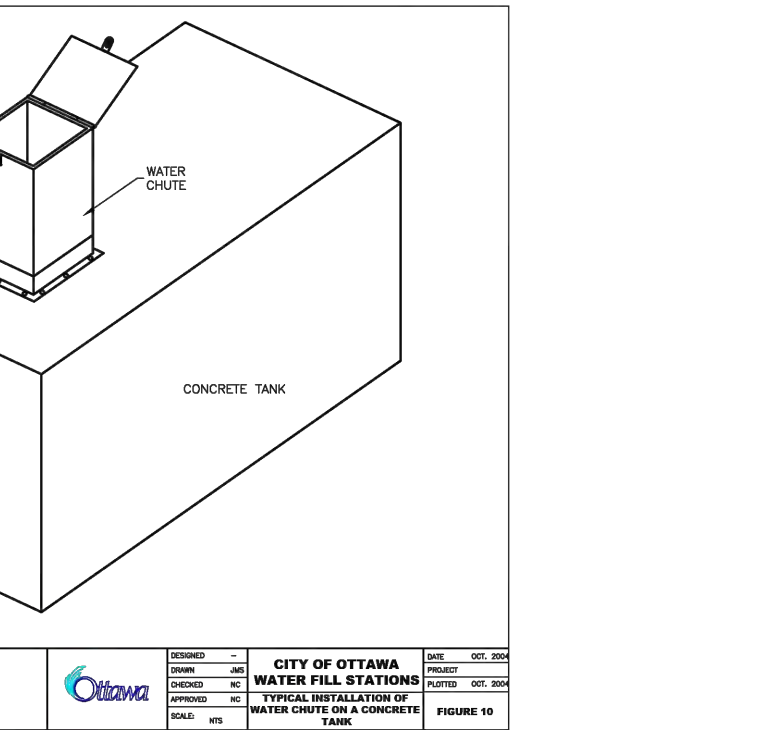 WATER
CHUTE
CONCRETE TANK
Ottawa
DESIGNED –
DRAWN JMS
CHECKED NC
APPROVED NC
SCALE: NTS
CITY OF OTTAWA
WATER FILL STATIONS
TYPICAL INSTALLATION OF
WATER CHUTE ON A CONCRETE
TANK
DATE OCT. 2004
PROJECT
PLOTTED OCT. 2004
FIGURE 10